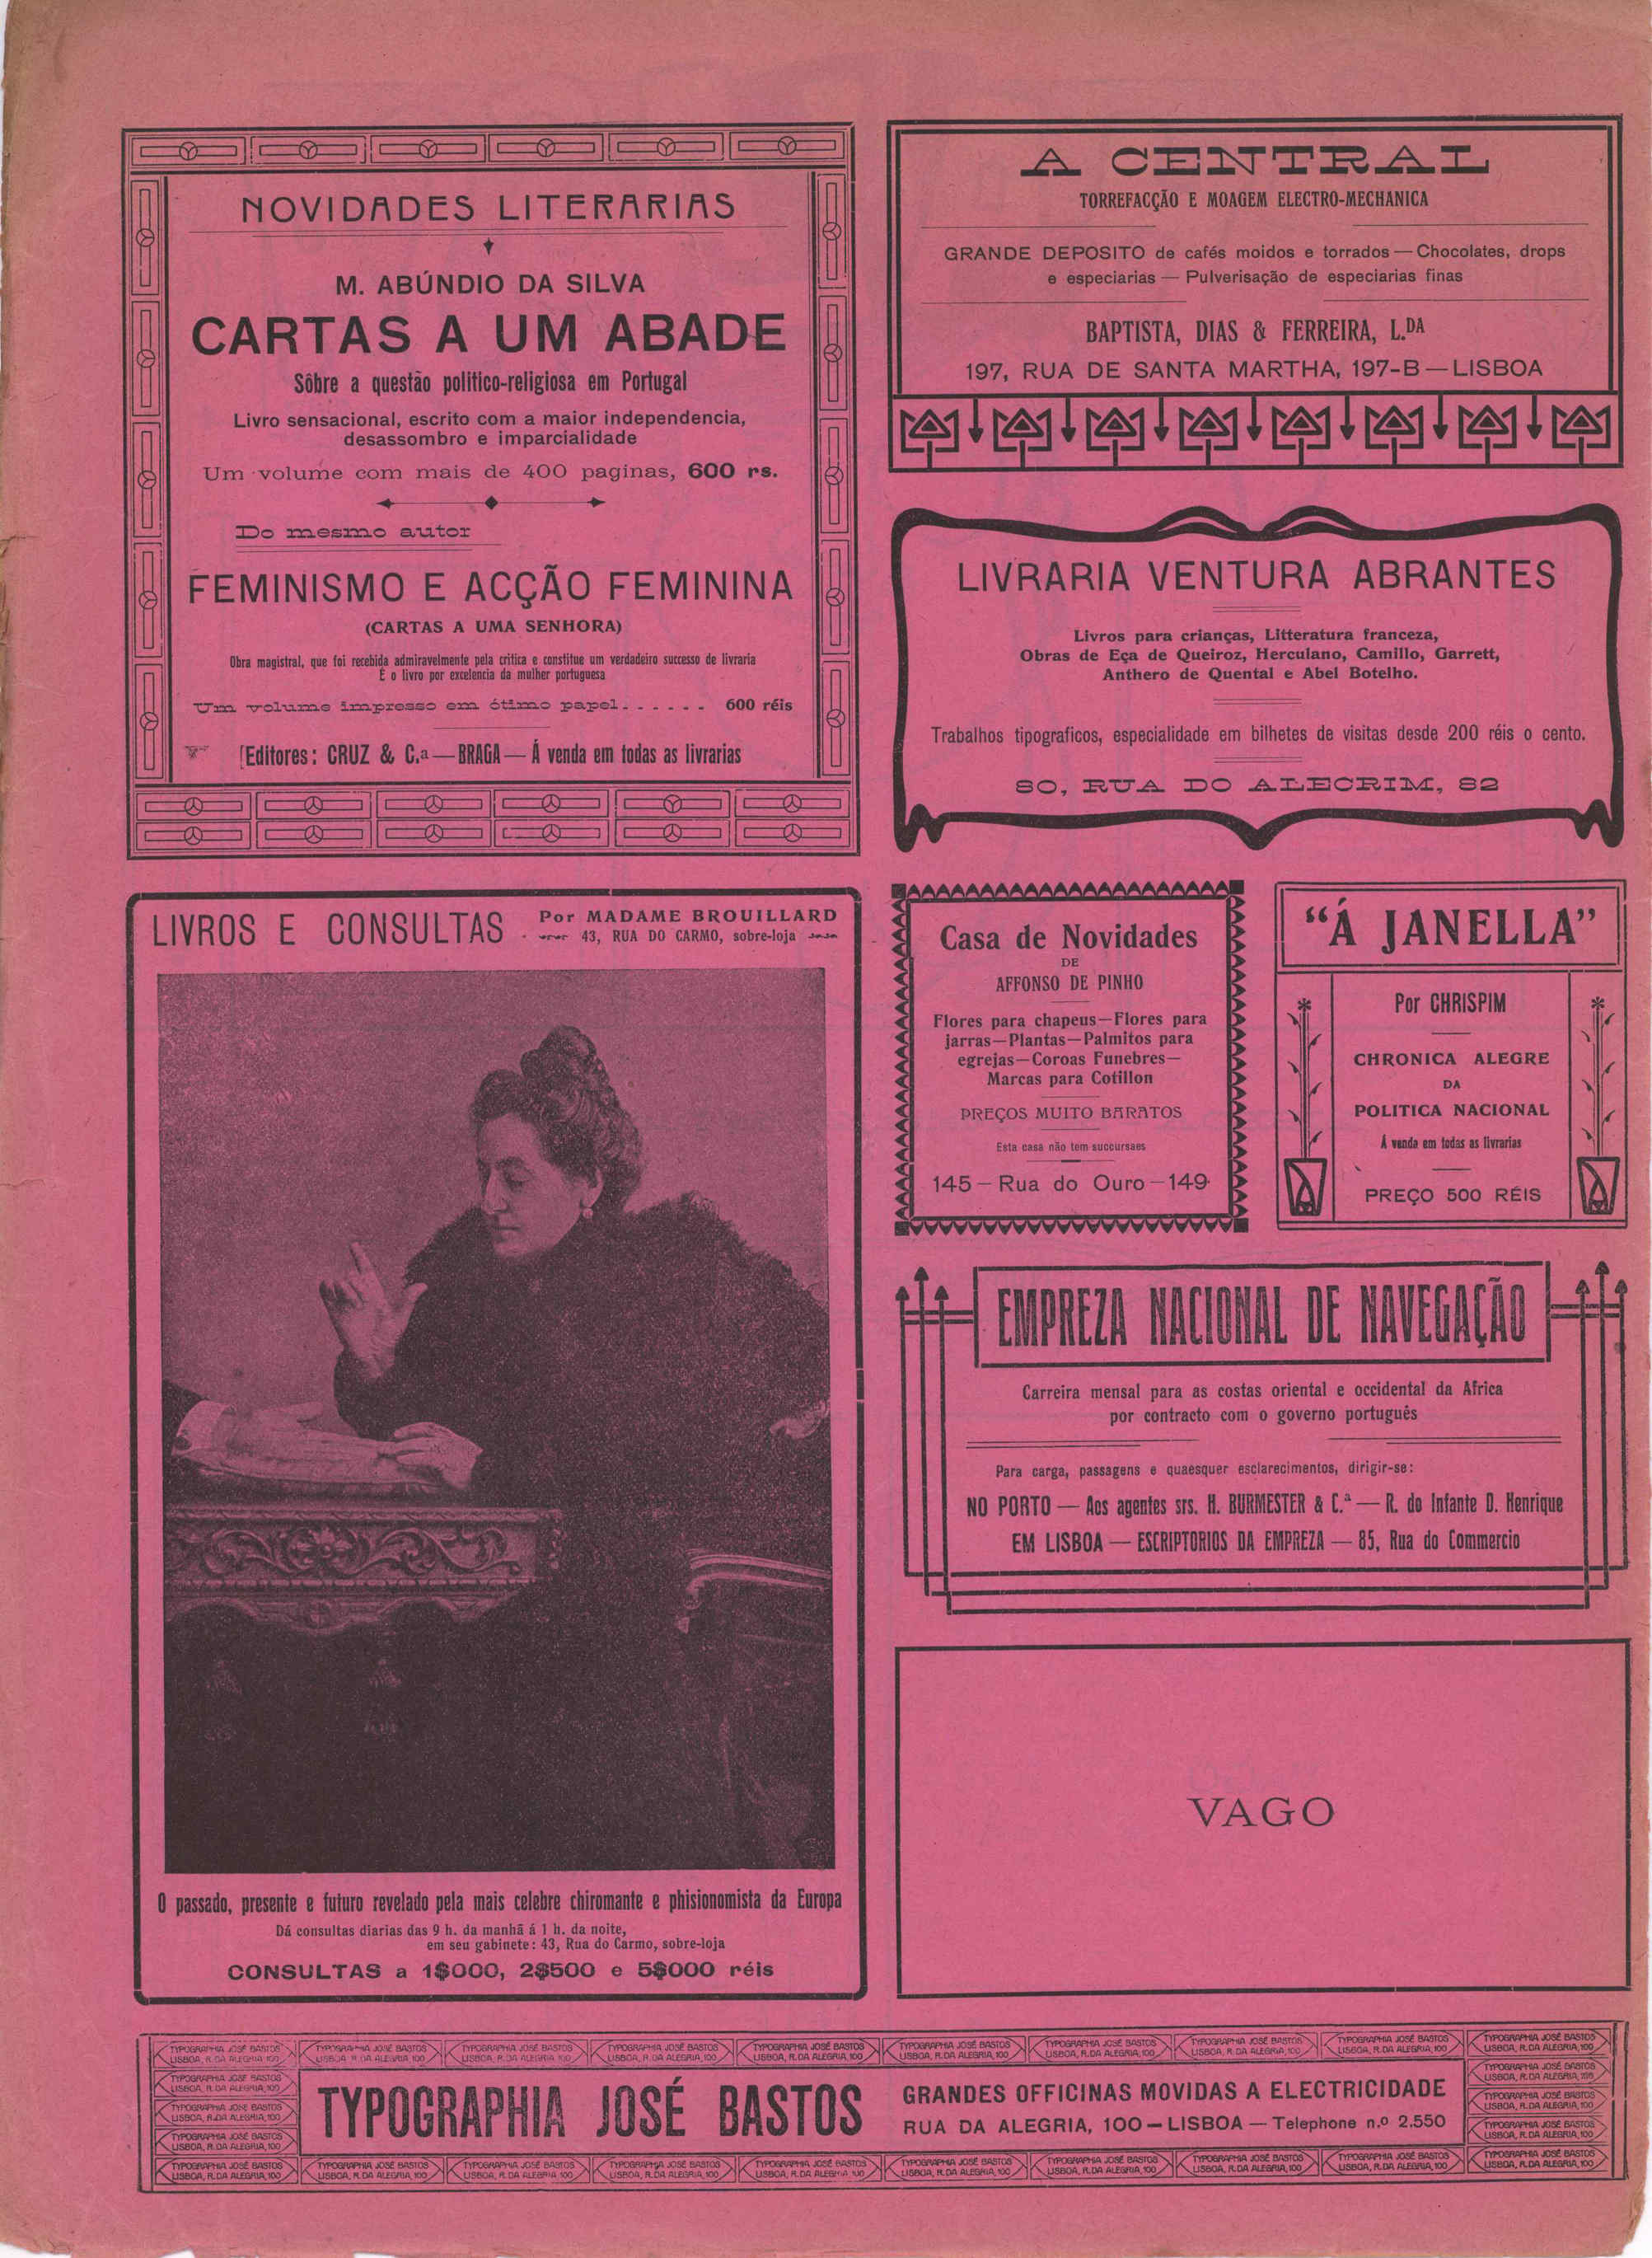 NOVIDADES LITERARIAS
M. ABÚNDIO DA SILVA
CARTAS A UM ABADE
Sôbre a questão politico-religiosa em Portugal
Livro sensacional, escrito com a maior independencia,
desassombro e imparcialidade
Um volume com mais de 400 paginas, 600 rs.
Do mesmo autor
FEMINISMO E ACÇÃO FEMININA
(CARTAS A UMA SENHORA)
Obra magistral, que foi recebida admiravelmente pela critica e constitue um verdadeiro successo de livraria
É o livro por excelencia da mulher portuguesa
Um volume impresso em ótimo papel. . . . . . 600 réis
[Editores: CRUZ & C.ª — BRAGA — Á venda em todas as livrarias
A CENTRAL
TORREFACÇÃO E MOAGEM ELECTRO-MECHANICA
GRANDE DEPOSITO de cafés moidos e torrados — Chocolates, drops
e especiarias — Pulverisação de especiarias finas
BAPTISTA, DIAS & FERREIRA, L.DA
197, RUA DE SANTA MARTHA, 197-B — LISBOA
LIVRARIA VENTURA ABRANTES
Livros para crianças, Litteratura franceza,
Obras de Eça de Queiroz, Herculano, Camillo, Garrett,
Anthero de Quental e Abel Botelho.
Trabalhos tipograficos, especialidade em bilhetes de visitas desde 200 réis o cento.
80, RUA DO ALECRIM, 82
LIVROS E CONSULTAS
Por MADAME BROUILLARD
43, RUA DO CARMO, sobre-loja
O passado, presente e futuro revelado pela mais celebre chiromante e phisionomista da Europa
Dá consultas diarias das 9 h. da manhã á 1 h. da noite,
em seu gabinete: 43, Rua do Carmo, sobre-loja
CONSULTAS a 1$000, 2$500 e 5$000 réis
Casa de Novidades
DE
AFFONSO DE PINHO
Flores para chapeus—Flores para
jarras—Plantas—Palmitos para
egrejas—Coroas Funebres—
Marcas para Cotillon
PREÇOS MUITO BARATOS
Esta casa não tem succursaes
145 — Rua do Ouro — 149
"Á JANELLA"
Por CHRISPIM
CHRONICA ALEGRE
DA
POLITICA NACIONAL
Á venda em todas as livrarias
PREÇO 500 RÉIS
EMPREZA NACIONAL DE NAVEGAÇÃO
Carreira mensal para as costas oriental e occidental da Africa
por contracto com o governo português
Para carga, passagens e quaesquer esclarecimentos, dirigir-se:
NO PORTO — Aos agentes srs. H. BURMESTER & C.ª — R. do Infante D. Henrique
EM LISBOA — ESCRIPTORIOS DA EMPREZA — 85, Rua do Commercio
VAGO
TYPOGRAPHIA JOSÉ BASTOS
LISBOA, R. DA ALEGRIA, 100
TYPOGRAPHIA JOSÉ BASTOS
GRANDES OFFICINAS MOVIDAS A ELECTRICIDADE
RUA DA ALEGRIA, 100 — LISBOA — Telephone n.º 2.550